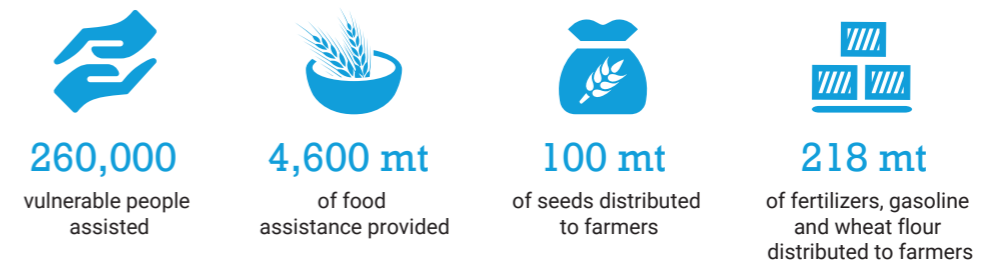 260,000
vulnerable people
assisted
4,600 mt
of food
assistance provided
100 mt
of seeds distributed
to farmers
218 mt
of fertilizers, gasoline
and wheat flour
distributed to farmers